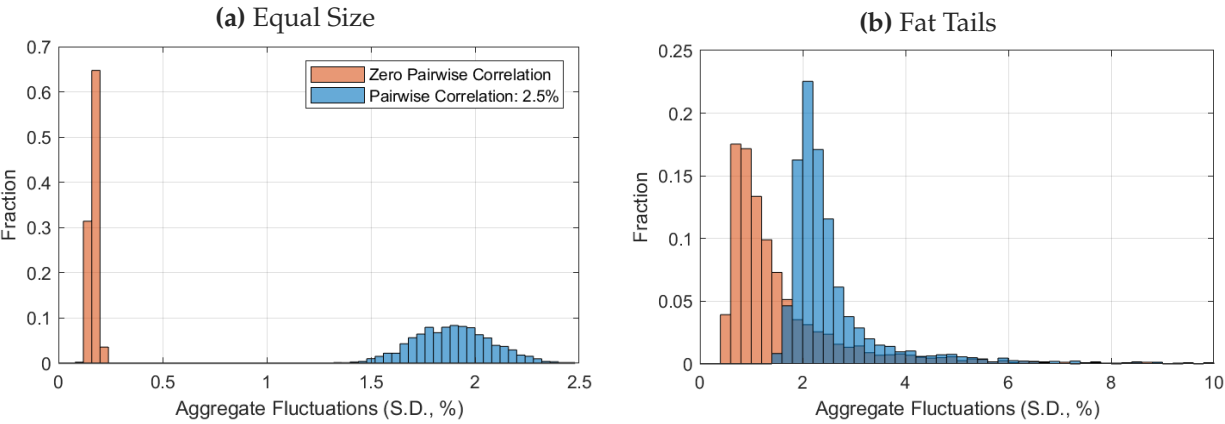 (a) Equal Size
0.7
0.6
0.5
0.4
0.3
0.2
0.1
0
Fraction
Zero Pairwise Correlation
Pairwise Correlation: 2.5%
0 0.5 1 1.5 2 2.5
Aggregate Fluctuations (S.D., %)
(b) Fat Tails
0.25
0.2
0.15
0.1
0.05
0
Fraction
0 2 4 6 8 10
Aggregate Fluctuations (S.D., %)